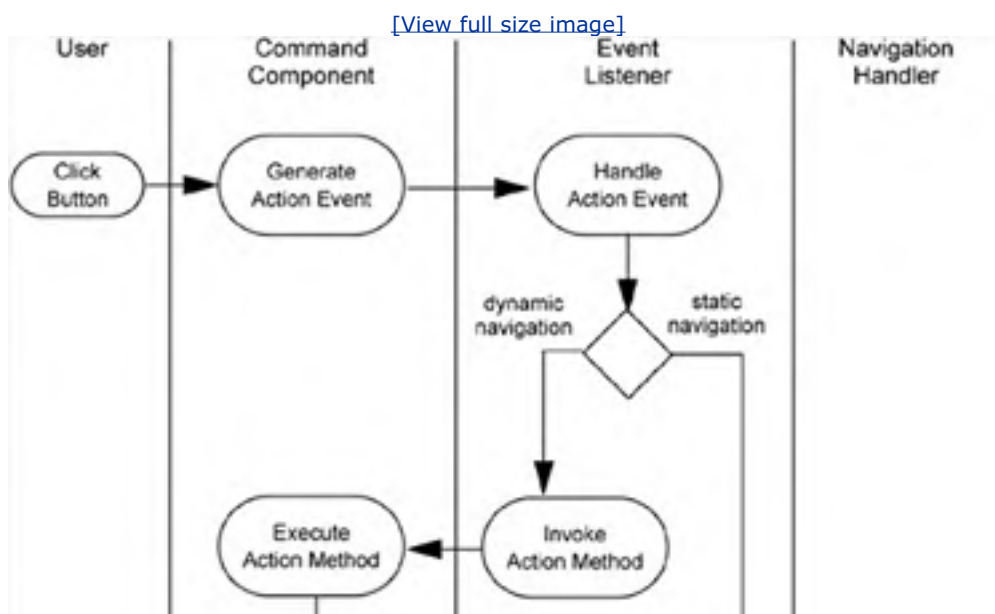 [View full size image]
User
Command
Component
Event
Listener
Navigation
Handler
Click
Button
Generate
Action Event
Handle
Action Event
dynamic
navigation
static
navigation
Execute
Action Method
Invoke
Action Method